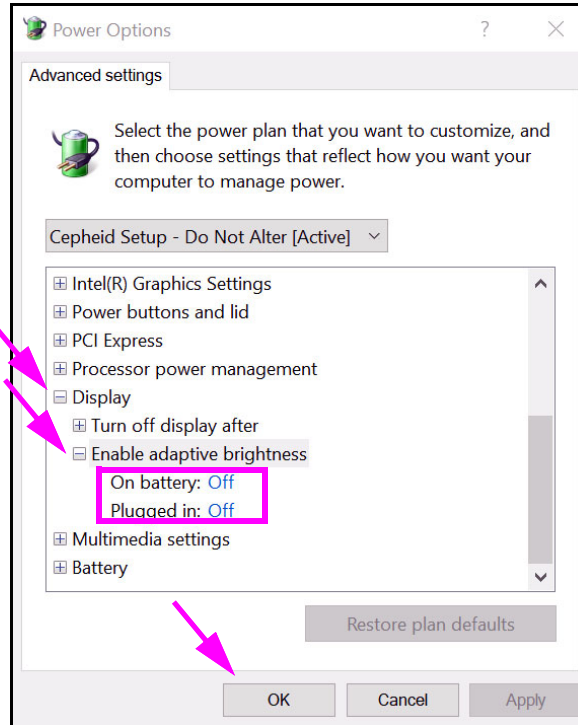 Power Options
Advanced settings
Select the power plan that you want to customize, and
then choose settings that reflect how you want your
computer to manage power.
Cepheid Setup - Do Not Alter [Active]
Intel(R) Graphics Settings
Power buttons and lid
PCI Express
Processor power management
Display
Turn off display after
Enable adaptive brightness
On battery: Off
Plugged in: Off
Multimedia settings
Battery
Restore plan defaults
OK Cancel Apply